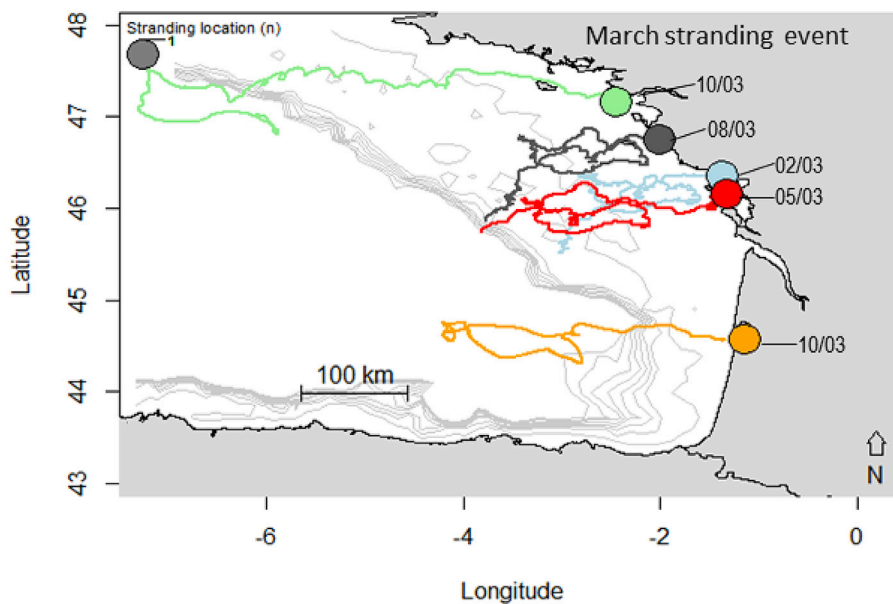 Stranding location (n)
1
March stranding event
10/03
08/03
02/03
05/03
10/03
100 km
N
48
47
46
45
44
43
Latitude
-6
-4
-2
0
Longitude